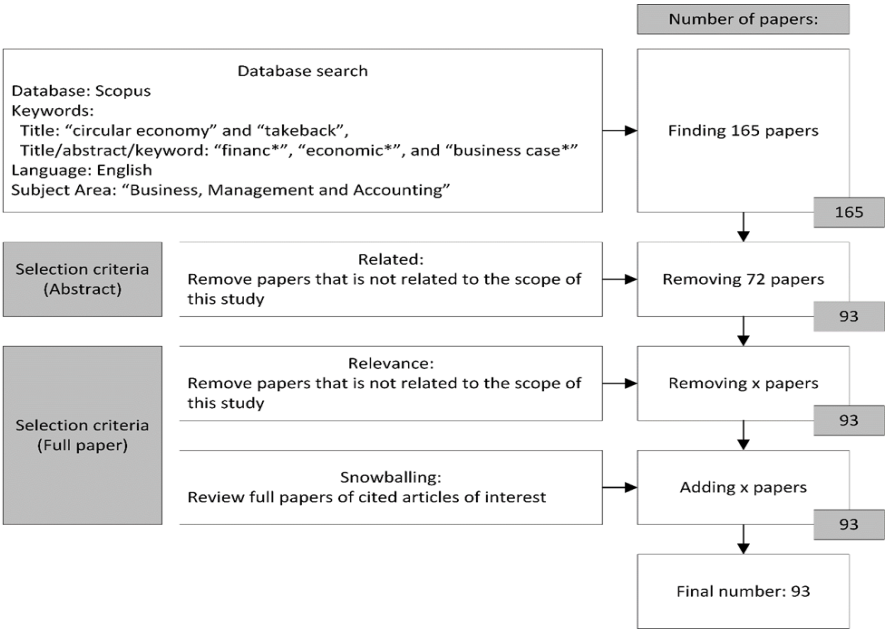 Number of papers:
Database search
Database: Scopus
Keywords:
Title: “circular economy” and “takeback”,
Title/abstract/keyword: “financ*”, “economic*”, and “business case*”
Language: English
Subject Area: “Business, Management and Accounting”
Finding 165 papers
165
Selection criteria
(Abstract)
Related:
Remove papers that is not related to the scope of
this study
Removing 72 papers
93
Selection criteria
(Full paper)
Relevance:
Remove papers that is not related to the scope of
this study
Removing x papers
93
Snowballing:
Review full papers of cited articles of interest
Adding x papers
93
Final number: 93